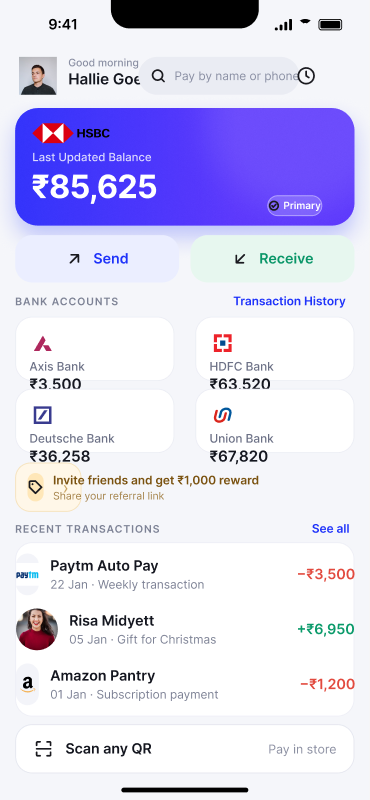 9:41
Good morning
Hallie Goe
Pay by name or phone
HSBC
Last Updated Balance
₹85,625
Primary
Send
Receive
BANK ACCOUNTS
Transaction History
Axis Bank
₹3,500
HDFC Bank
₹63,520
Deutsche Bank
₹36,258
Union Bank
₹67,820
Invite friends and get ₹1,000 reward
Share your referral link
RECENT TRANSACTIONS
See all
paytm
Paytm Auto Pay
22 Jan · Weekly transaction
−₹3,500
Risa Midyett
05 Jan · Gift for Christmas
+₹6,950
a
Amazon Pantry
01 Jan · Subscription payment
−₹1,200
Scan any QR
Pay in store